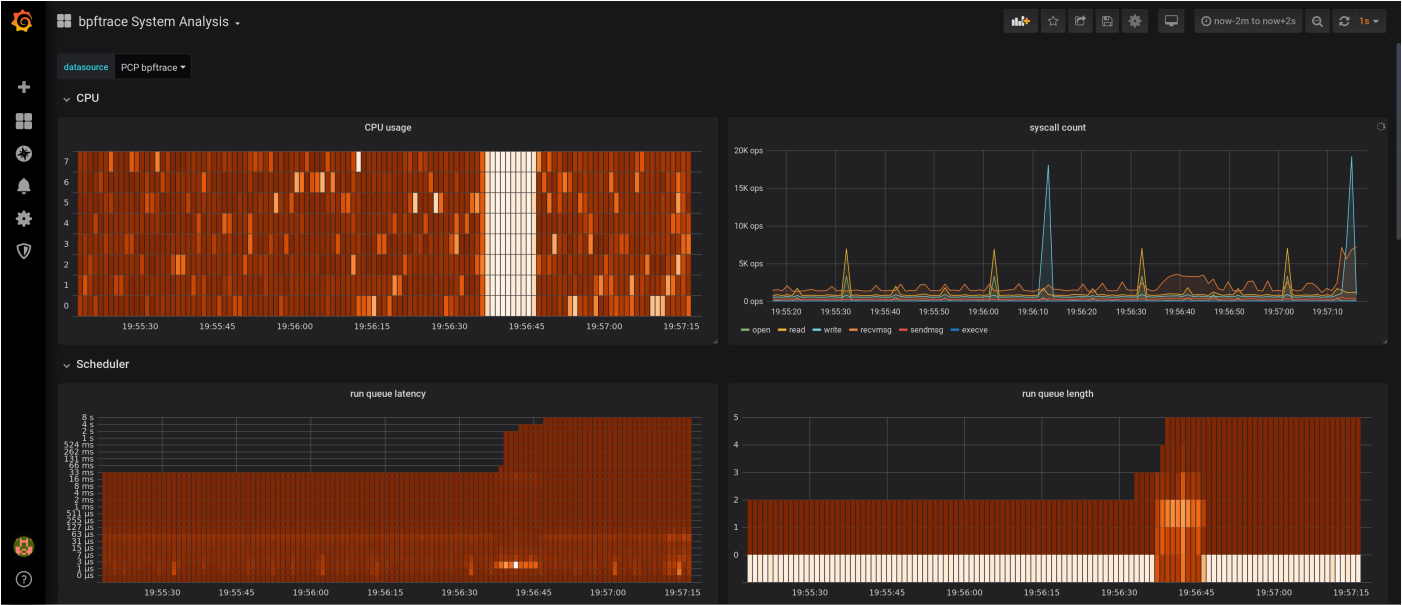 bpftrace System Analysis
now-2m to now+2s
1s
datasource
PCP bpftrace
CPU
CPU usage
7
6
5
4
3
2
1
0
19:55:30 19:55:45 19:56:00 19:56:15 19:56:30 19:56:45 19:57:00 19:57:15
syscall count
20K ops
15K ops
10K ops
5K ops
0 ops
19:55:20 19:55:30 19:55:40 19:55:50 19:56:00 19:56:10 19:56:20 19:56:30 19:56:40 19:56:50 19:57:00 19:57:10
open read write recvmsg sendmsg execve
Scheduler
run queue latency
8 s
4 s
2 s
1 s
524 ms
262 ms
131 ms
66 ms
33 ms
16 ms
8 ms
4 ms
2 ms
1 ms
511 µs
255 µs
127 µs
63 µs
31 µs
15 µs
7 µs
3 µs
1 µs
0 µs
19:55:30 19:55:45 19:56:00 19:56:15 19:56:30 19:56:45 19:57:00 19:57:15
run queue length
5
4
3
2
1
0
19:55:30 19:55:45 19:56:00 19:56:15 19:56:30 19:56:45 19:57:00 19:57:15